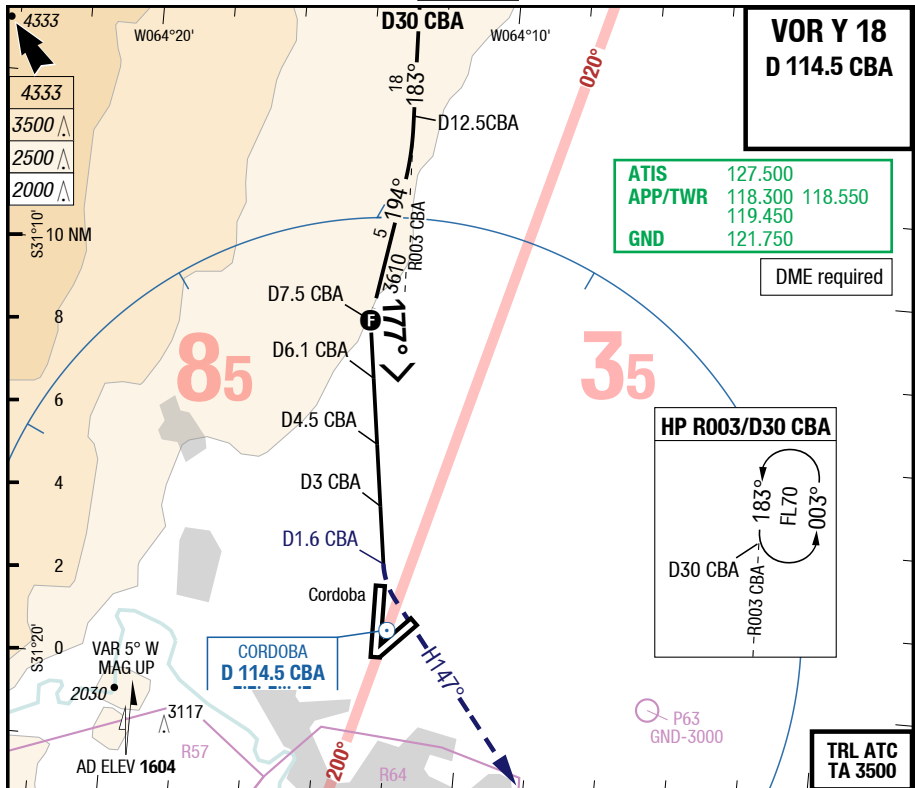 4333
W064°20'
D30 CBA
W064°10'
VOR Y 18
D 114.5 CBA
4333
3500
2500
2000
18
183°
020°
D12.5CBA
ATIS 127.500
APP/TWR 118.300 118.550
119.450
GND 121.750
DME required
S31°10'
10 NM
194°
5
R003 CBA
3610
D7.5 CBA
F
177°
8
D6.1 CBA
85
35
6
D4.5 CBA
HP R003/D30 CBA
183°
FL70
003°
D30 CBA
R003 CBA
4
D3 CBA
D1.6 CBA
2
Cordoba
S31°20'
0
VAR 5° W
MAG UP
CORDOBA
D 114.5 CBA
H147°
2030
3117
R57
AD ELEV 1604
200°
R64
P63
GND-3000
TRL ATC
TA 3500